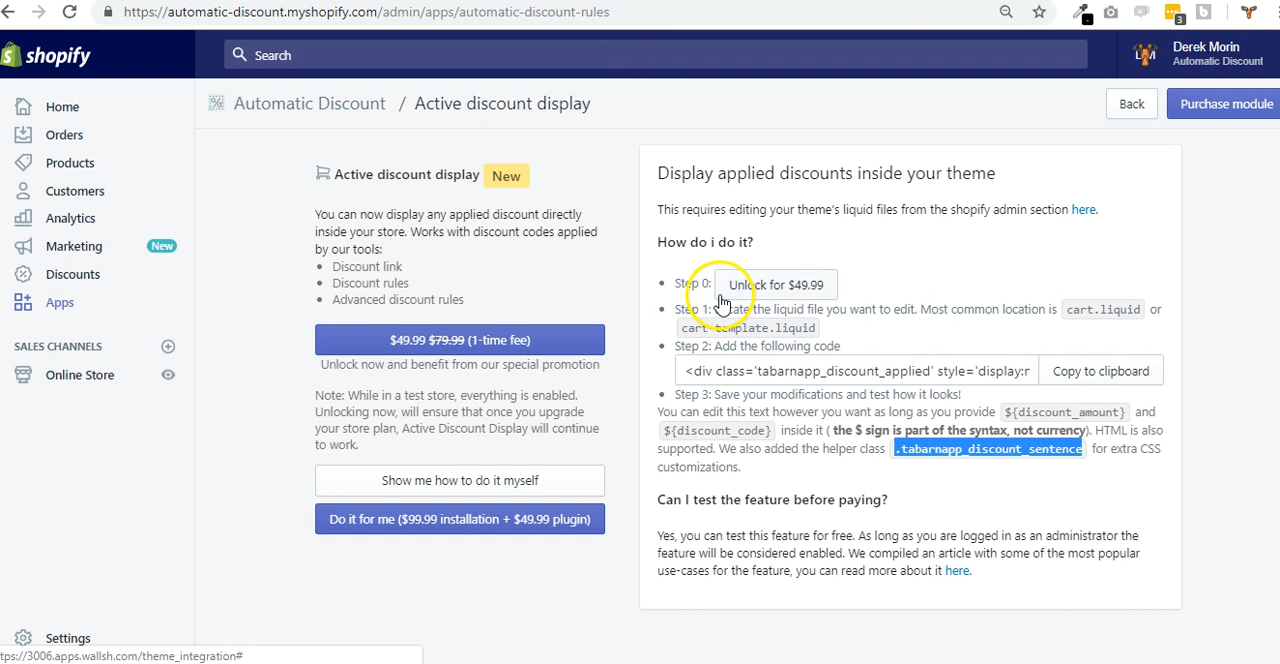 https://automatic-discount.myshopify.com/admin/apps/automatic-discount-rules
3
b
shopify
Search
Derek Morin
Automatic Discount
Home
Orders
Products
Customers
Analytics
Marketing New
Discounts
Apps
SALES CHANNELS
Online Store
Settings
Automatic Discount / Active discount display
Back
Purchase module
Active discount display New
You can now display any applied discount directly
inside your store. Works with discount codes applied
by our tools:
• Discount link
• Discount rules
• Advanced discount rules
$49.99 $79.99 (1-time fee)
Unlock now and benefit from our special promotion
Note: While in a test store, everything is enabled.
Unlocking now, will ensure that once you upgrade
your store plan, Active Discount Display will continue
to work.
Show me how to do it myself
Do it for me ($99.99 installation + $49.99 plugin)
Display applied discounts inside your theme
This requires editing your theme's liquid files from the shopify admin section here.
How do i do it?
• Step 0: Unlock for $49.99
• Step 1: the liquid file you want to edit. Most common location is cart.liquid or
cart-template.liquid
• Step 2: Add the following code
<div class='tabarnapp_discount_applied' style='display:r
Copy to clipboard
• Step 3: Save your modifications and test how it looks!
You can edit this text however you want as long as you provide ${discount_amount} and
${discount_code} inside it ( the $ sign is part of the syntax, not currency). HTML is also
supported. We also added the helper class .tabarnapp_discount_sentence for extra CSS
customizations.
Can I test the feature before paying?
Yes, you can test this feature for free. As long as you are logged in as an administrator the
feature will be considered enabled. We compiled an article with some of the most popular
use-cases for the feature, you can read more about it here.
tps://3006.apps.wallsh.com/theme_integration#